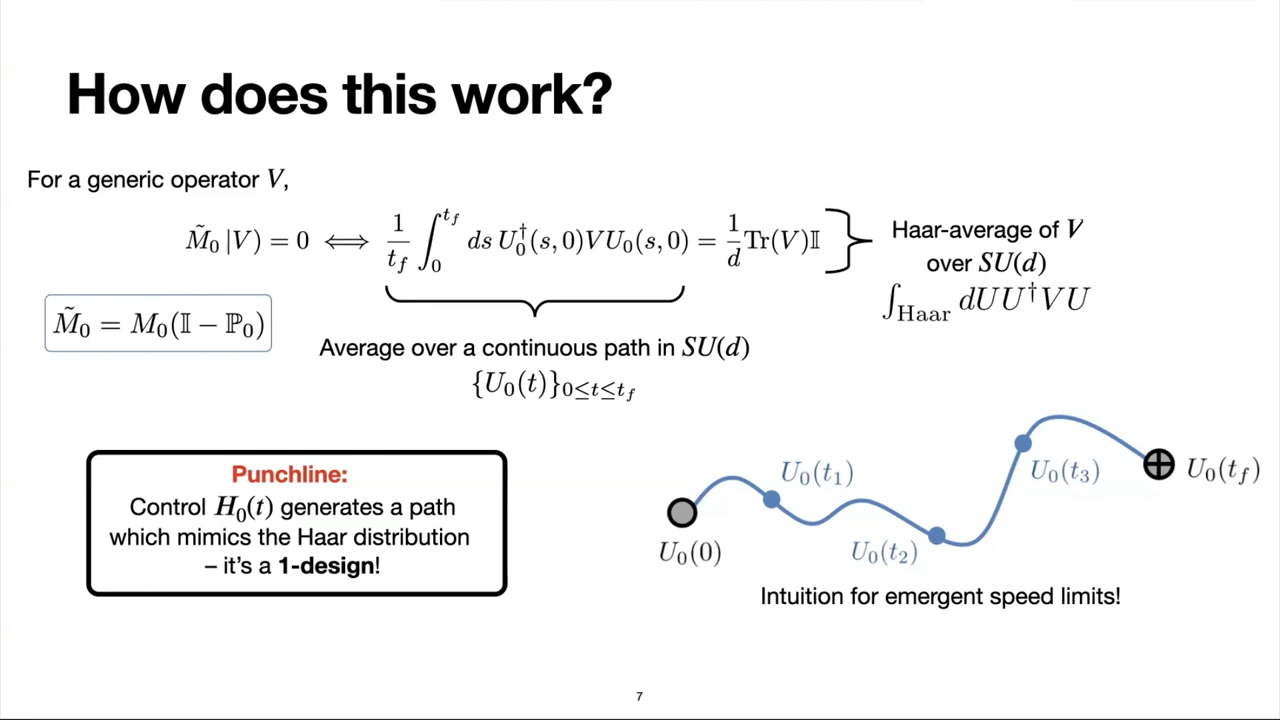 How does this work?
For a generic operator V,
M̃₀ |V) = 0 ⟺ 1/t_f ∫₀^{t_f} ds U₀†(s,0)VU₀(s,0) = 1/d Tr(V)𝕀
Haar-average of V
over SU(d)
∫_Haar dUU†VU
M̃₀ = M₀(𝕀 − ℙ₀)
Average over a continuous path in SU(d)
{U₀(t)}_{0≤t≤t_f}
Punchline:
Control H₀(t) generates a path
which mimics the Haar distribution
– it's a 1-design!
U₀(0)
U₀(t₁)
U₀(t₂)
U₀(t₃)
U₀(t_f)
Intuition for emergent speed limits!
7